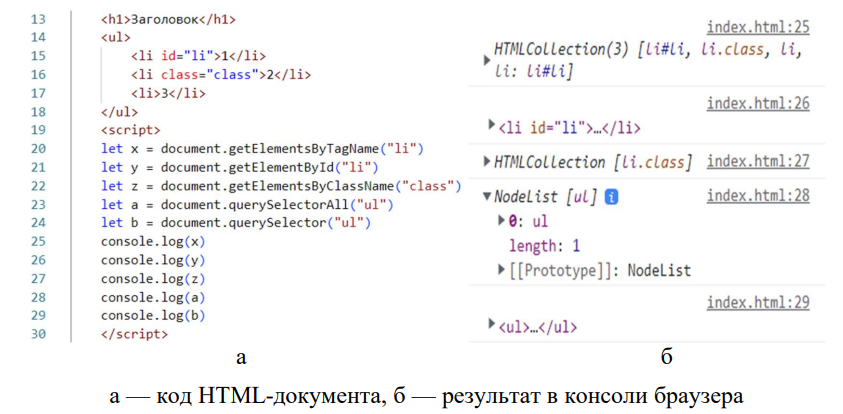 13 <h1>Заголовок</h1>
14 <ul>
15 <li id="li">1</li>
16 <li class="class">2</li>
17 <li>3</li>
18 </ul>
19 <script>
20 let x = document.getElementsByTagName("li")
21 let y = document.getElementById("li")
22 let z = document.getElementsByClassName("class")
23 let a = document.querySelectorAll("ul")
24 let b = document.querySelector("ul")
25 console.log(x)
26 console.log(y)
27 console.log(z)
28 console.log(a)
29 console.log(b)
30 </script>
а
index.html:25
HTMLCollection(3) [li#li, li.class, li,
li: li#li]
index.html:26
<li id="li">…</li>
HTMLCollection [li.class] index.html:27
NodeList [ul] i index.html:28
0: ul
length: 1
[[Prototype]]: NodeList
index.html:29
<ul>…</ul>
б
а — код HTML-документа, б — результат в консоли браузера